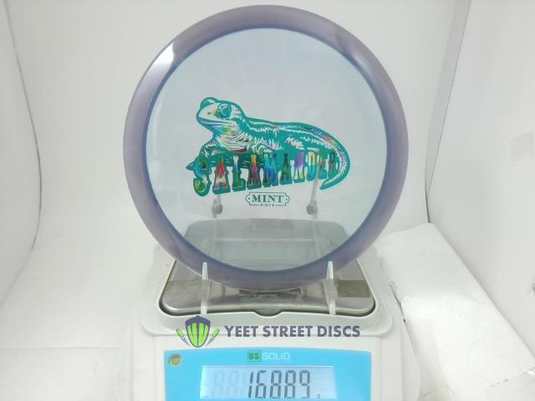 SALAMANDER
MINT
DISCS
YEET STREET DISCS
US SOLID
168.89 g